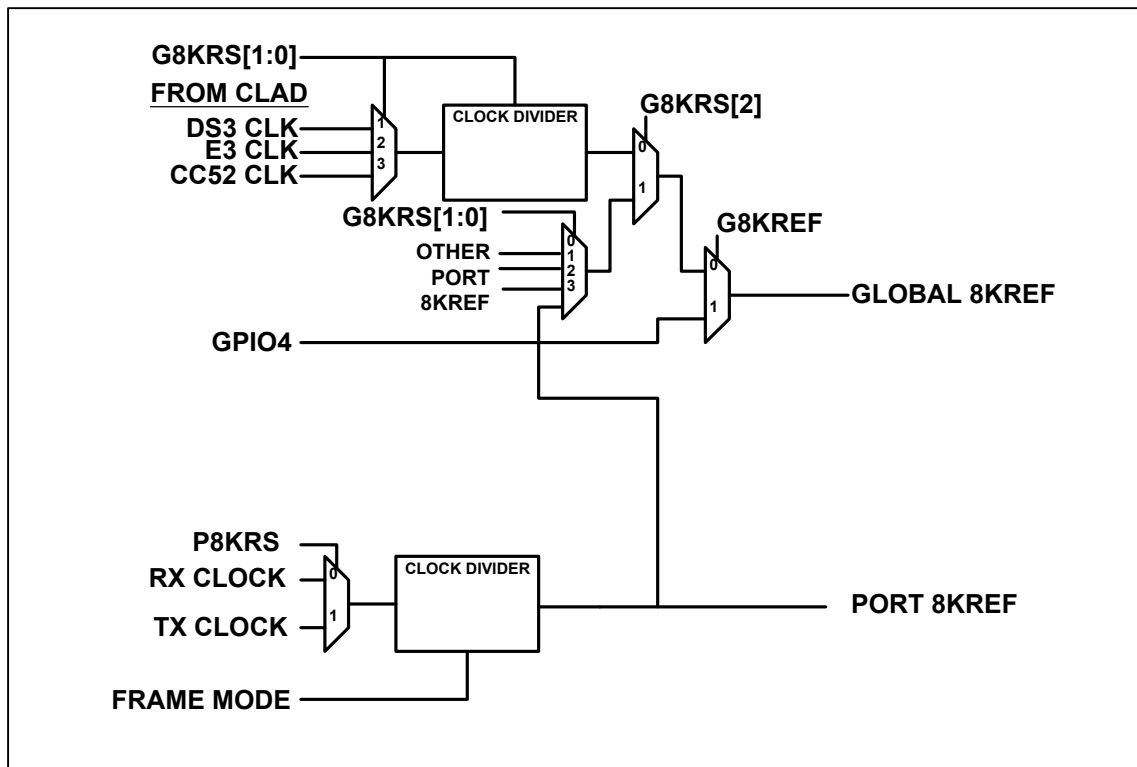 G8KRS[1:0]
FROM CLAD
DS3 CLK
E3 CLK
CC52 CLK
1
2
3
CLOCK DIVIDER
G8KRS[2]
0
1
G8KRS[1:0]
OTHER
PORT
8KREF
0
1
2
3
G8KREF
0
1
GLOBAL 8KREF
GPIO4
P8KRS
RX CLOCK
TX CLOCK
0
1
CLOCK DIVIDER
PORT 8KREF
FRAME MODE